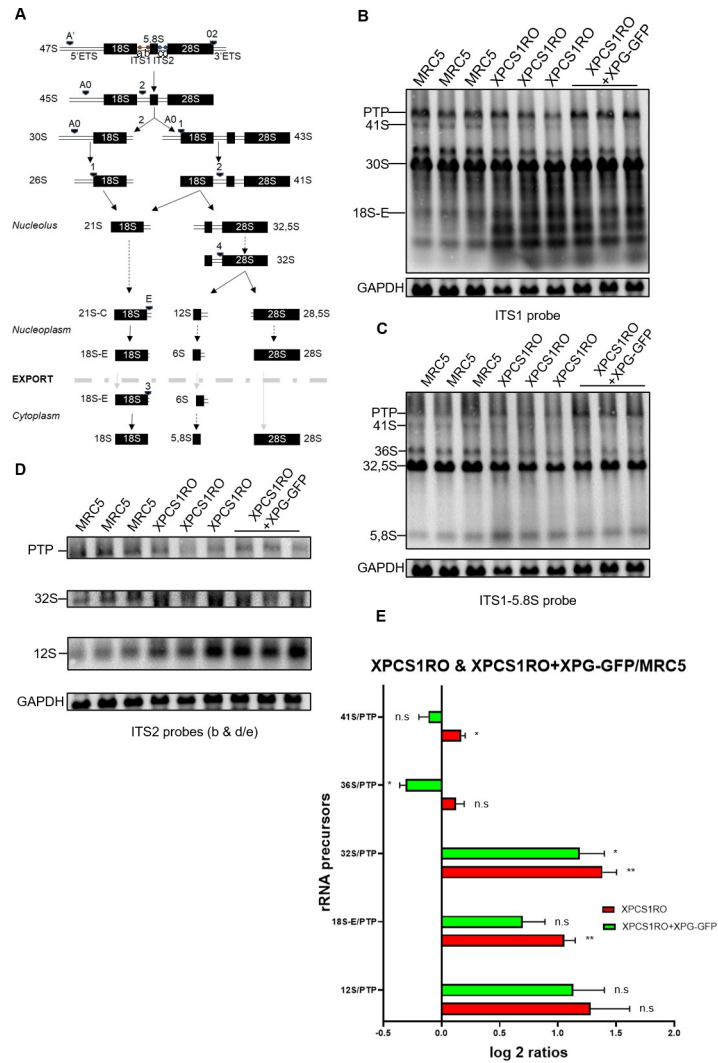 A
A' 5,8S 02
47S 18S a b c d e 28S
5'ETS ITS1 ITS2 3'ETS
A0 2
45S 18S 28S
A0 2 A0 1
30S 18S 18S 28S 43S
1 2
26S 18S 18S 28S 41S
Nucleolus
21S 18S 28S 32,5S
4
28S 32S
E
21S-C 18S 12S 28S 28,5S
Nucleoplasm
18S-E 18S 6S 28S 28S
EXPORT
3
18S-E 18S 6S
Cytoplasm
18S 18S 5,8S 28S 28S
B
MRC5 MRC5 MRC5 XPCS1RO XPCS1RO XPCS1RO XPCS1RO
+XPG-GFP
PTP
41S
30S
18S-E
GAPDH
ITS1 probe
C
MRC5 MRC5 MRC5 XPCS1RO XPCS1RO XPCS1RO XPCS1RO
+XPG-GFP
PTP
41S
36S
32,5S
5,8S
GAPDH
ITS1-5.8S probe
D
MRC5 MRC5 MRC5 XPCS1RO XPCS1RO XPCS1RO XPCS1RO
+XPG-GFP
PTP
32S
12S
GAPDH
ITS2 probes (b & d/e)
E
XPCS1RO & XPCS1RO+XPG-GFP/MRC5
rRNA precursors
41S/PTP n.s *
36S/PTP * n.s
32S/PTP * **
18S-E/PTP n.s **
12S/PTP n.s n.s
XPCS1RO
XPCS1RO+XPG-GFP
-0.5 0.0 0.5 1.0 1.5 2.0
log 2 ratios